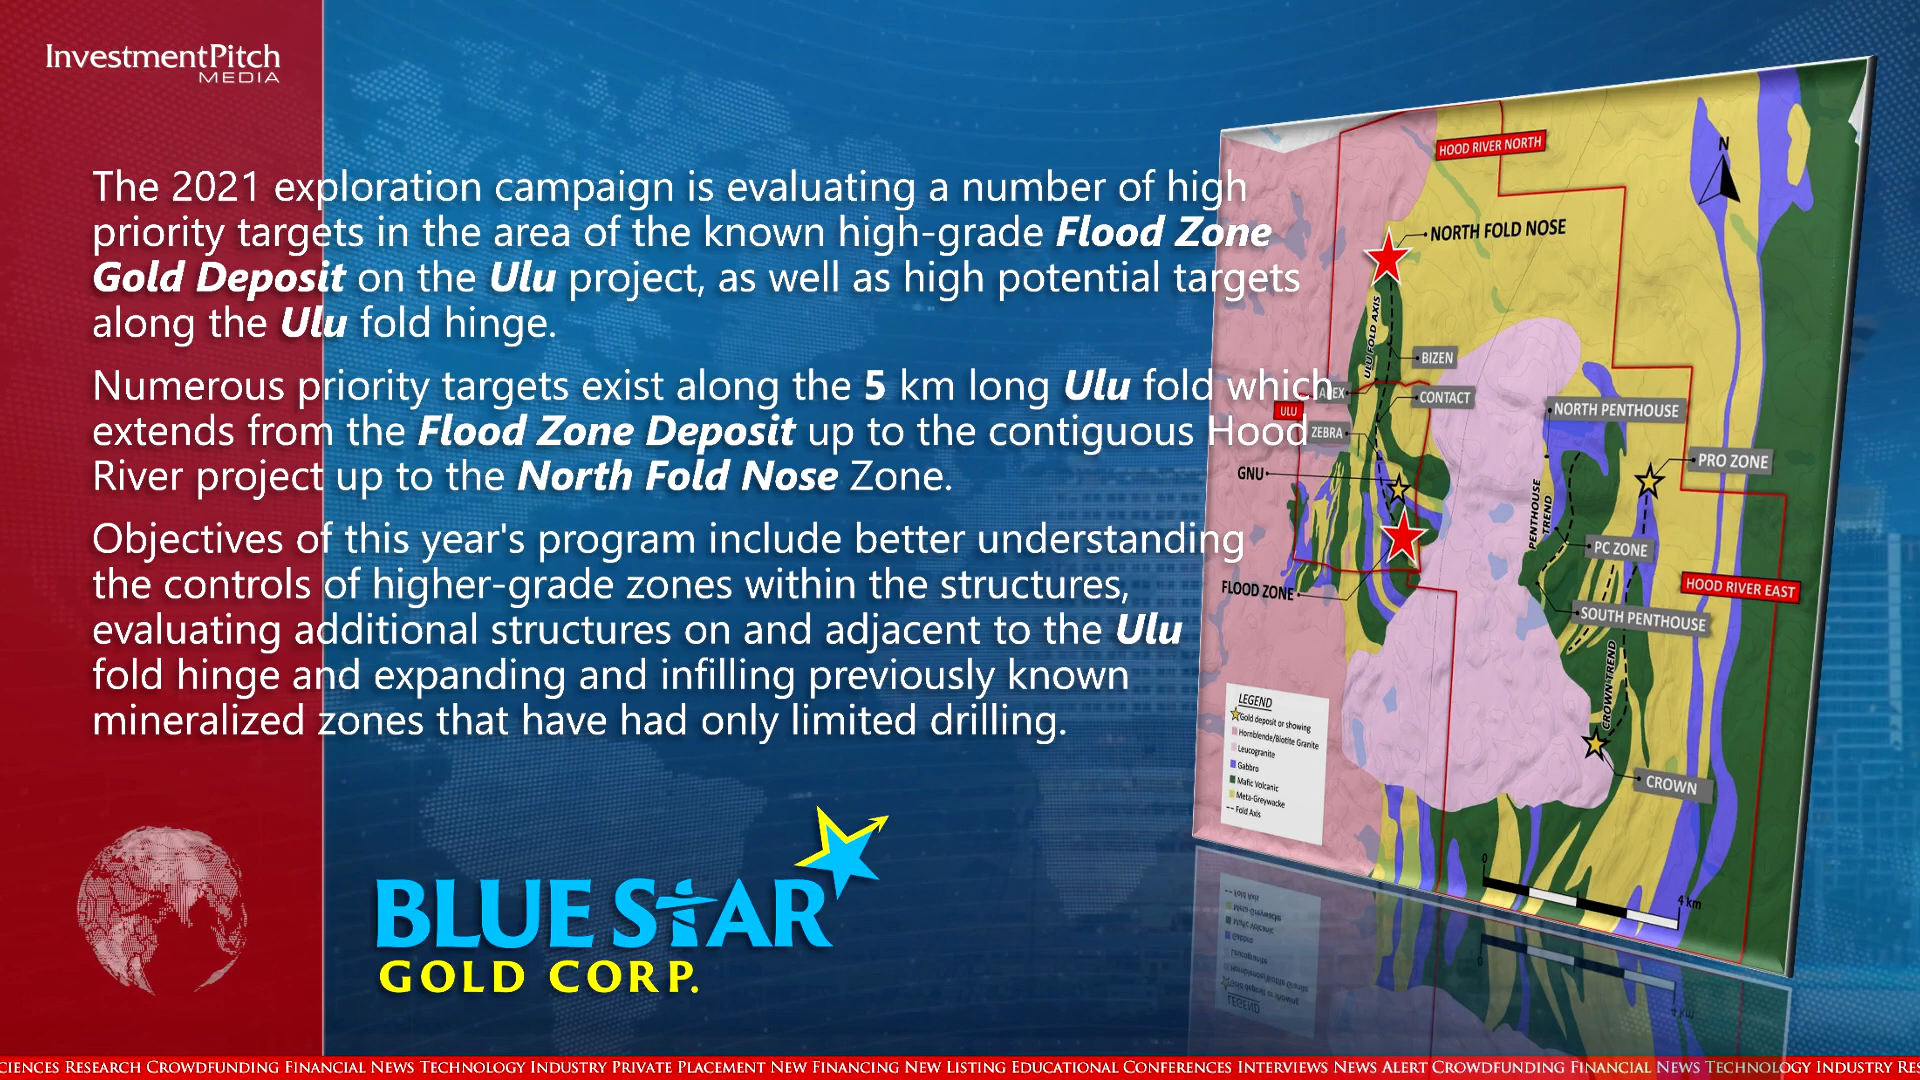 InvestmentPitch
MEDIA
The 2021 exploration campaign is evaluating a number of high
priority targets in the area of the known high-grade Flood Zone
Gold Deposit on the Ulu project, as well as high potential targets
along the Ulu fold hinge.
Numerous priority targets exist along the 5 km long Ulu fold which
extends from the Flood Zone Deposit up to the contiguous Hood
River project up to the North Fold Nose Zone.
Objectives of this year's program include better understanding
the controls of higher-grade zones within the structures,
evaluating additional structures on and adjacent to the Ulu
fold hinge and expanding and infilling previously known
mineralized zones that have had only limited drilling.
BLUE STAR
GOLD CORP.
HOOD RIVER NORTH
N
NORTH FOLD NOSE
ULU FOLD AXIS
BIZEN
CONTACT
ULU
ZEBRA
GNU
FLOOD ZONE
NORTH PENTHOUSE
PRO ZONE
PENTHOUSE
TREND
PC ZONE
HOOD RIVER EAST
SOUTH PENTHOUSE
CROWN TREND
CROWN
LEGEND
Gold deposit or showing
Hornblende/Biotite Granite
Leucogranite
Gabbro
Mafic Volcanic
Meta-Greywacke
Fold Axis
0
4 km
SCIENCES RESEARCH CROWDFUNDING FINANCIAL NEWS TECHNOLOGY INDUSTRY PRIVATE PLACEMENT NEW FINANCING NEW LISTING EDUCATIONAL CONFERENCES INTERVIEWS NEWS ALERT CROWDFUNDING FINANCIAL NEWS TECHNOLOGY INDUSTRY RES